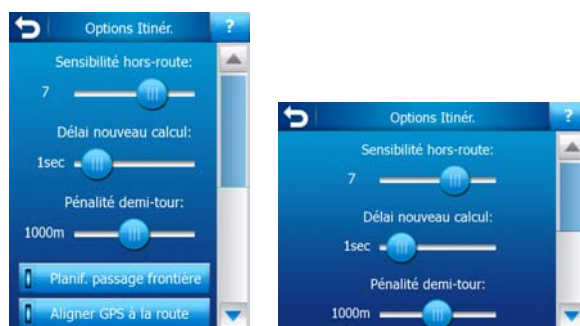 Options Itinér. ?
Sensibilité hors-route:
7
Délai nouveau calcul:
1sec
Pénalité demi-tour:
1000m
Planif. passage frontière
Aligner GPS à la route
Options Itinér. ?
Sensibilité hors-route:
7
Délai nouveau calcul:
1sec
Pénalité demi-tour:
1000m